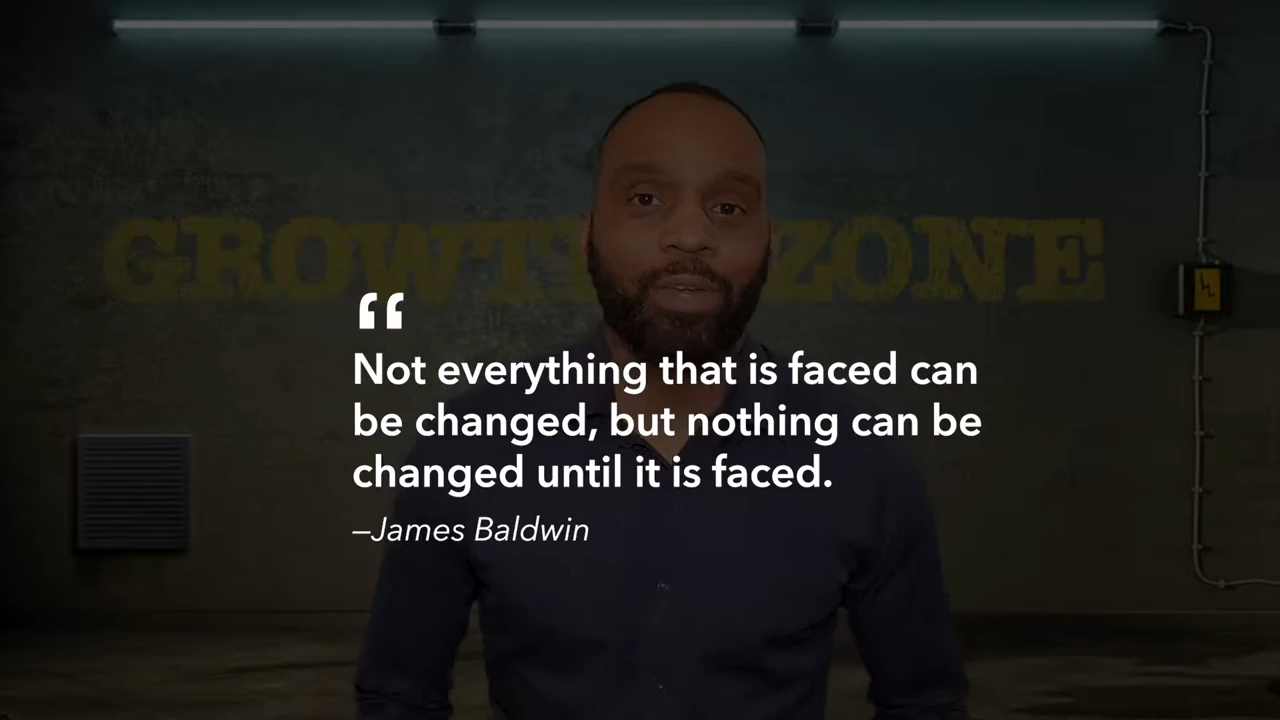 GROWTH ZONE
“
Not everything that is faced can
be changed, but nothing can be
changed until it is faced.
–James Baldwin